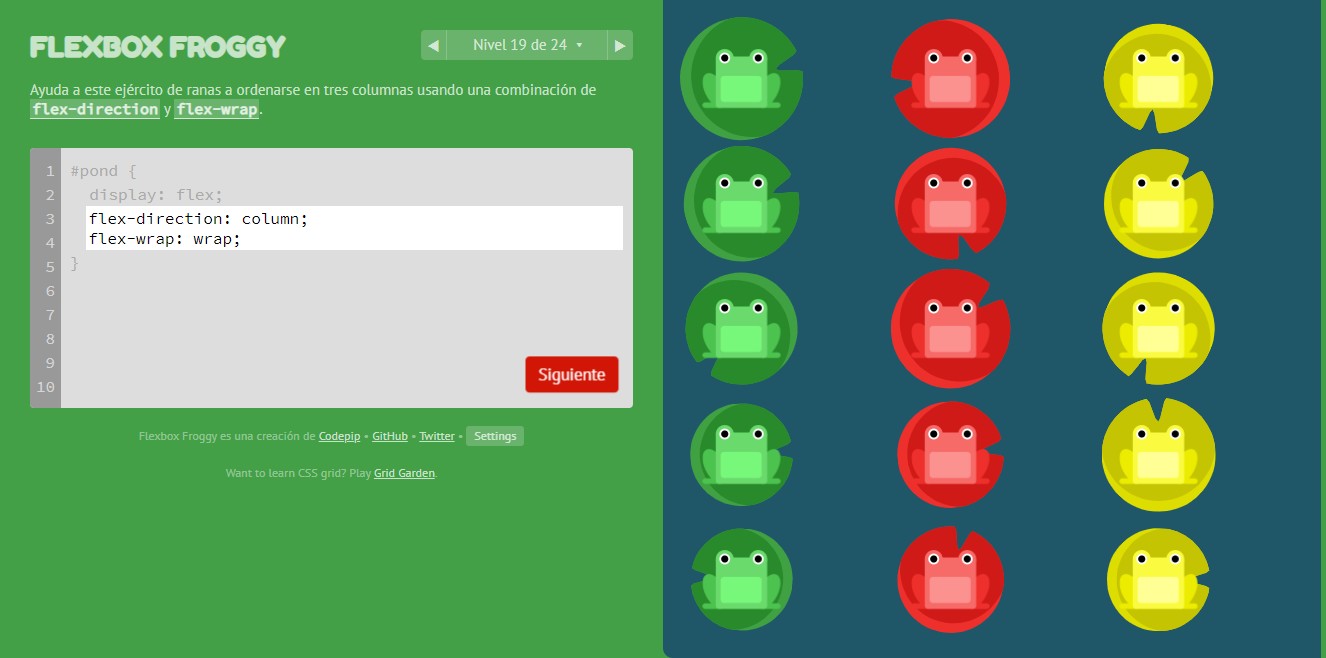 FLEXBOX FROGGY
◀ Nivel 19 de 24 ▾ ▶
Ayuda a este ejército de ranas a ordenarse en tres columnas usando una combinación de
flex-direction y flex-wrap.
1 #pond {
2 display: flex;
3 flex-direction: column;
4 flex-wrap: wrap;
5 }
6
7
8
9
10
Siguiente
Flexbox Froggy es una creación de Codepip • GitHub • Twitter • Settings
Want to learn CSS grid? Play Grid Garden.